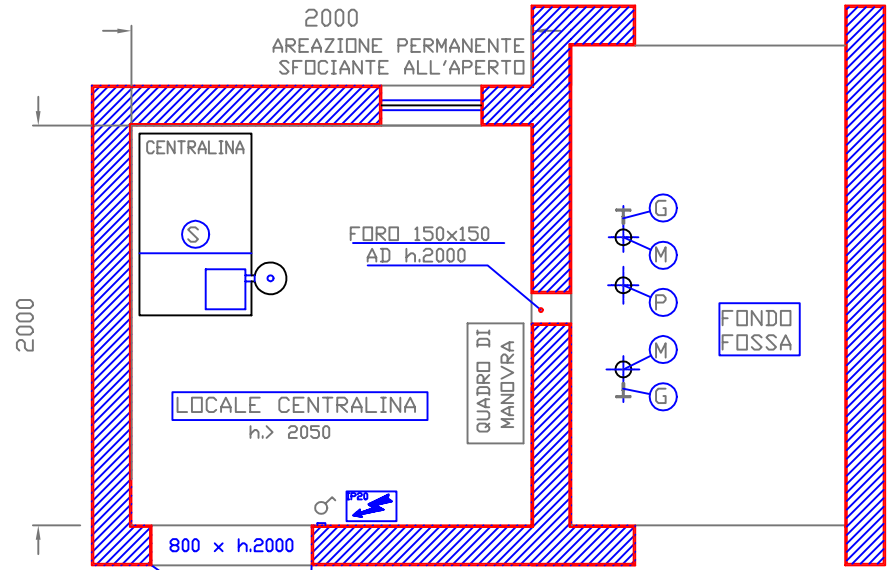 2000
AREAZIONE PERMANENTE
SFOCIANTE ALL'APERTO
CENTRALINA
S
FORO 150x150
AD h.2000
G
M
P
M
G
FONDO
FOSSA
2000
QUADRO DI
MANOVRA
LOCALE CENTRALINA
h.> 2050
IP20
800 x h.2000